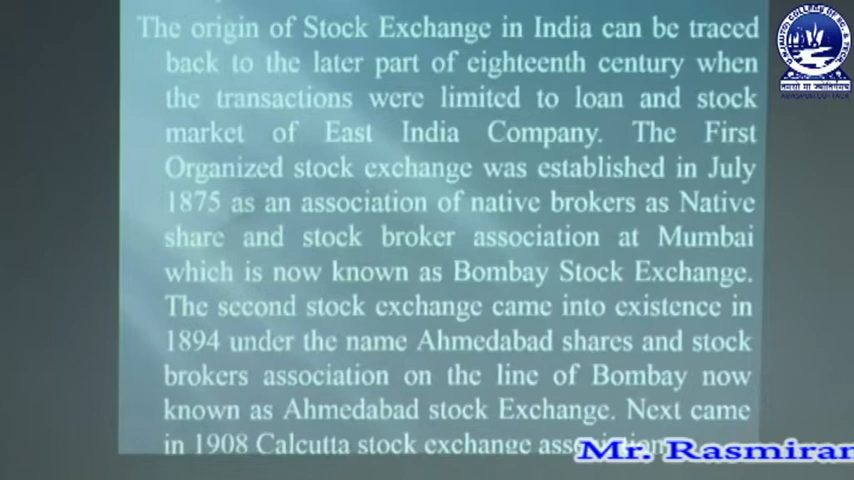 The origin of Stock Exchange in India can be traced
back to the later part of eighteenth century when
the transactions were limited to loan and stock
market of East India Company. The First
Organized stock exchange was established in July
1875 as an association of native brokers as Native
share and stock broker association at Mumbai
which is now known as Bombay Stock Exchange.
The second stock exchange came into existence in
1894 under the name Ahmedabad shares and stock
brokers association on the line of Bombay now
known as Ahmedabad stock Exchange. Next came
in 1908 Calcutta stock exchange association
Mr. Rasmiran